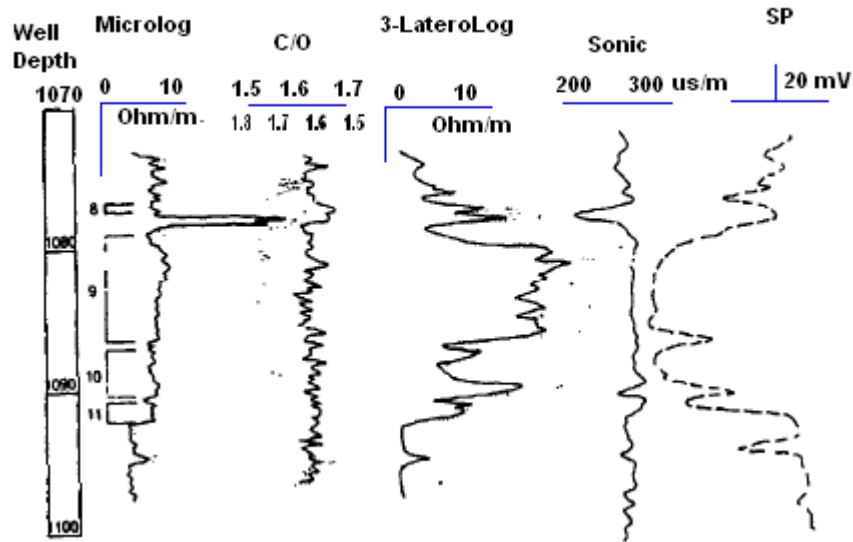 Well Depth
Microlog
C/O
3-LateroLog
Sonic
SP
0 10
1.5 1.6 1.7
0 10
200 300 us/m
20 mV
1070
Ohm/m
1.8 1.7 1.6 1.5
Ohm/m
8
1080
9
10
1090
11
1100